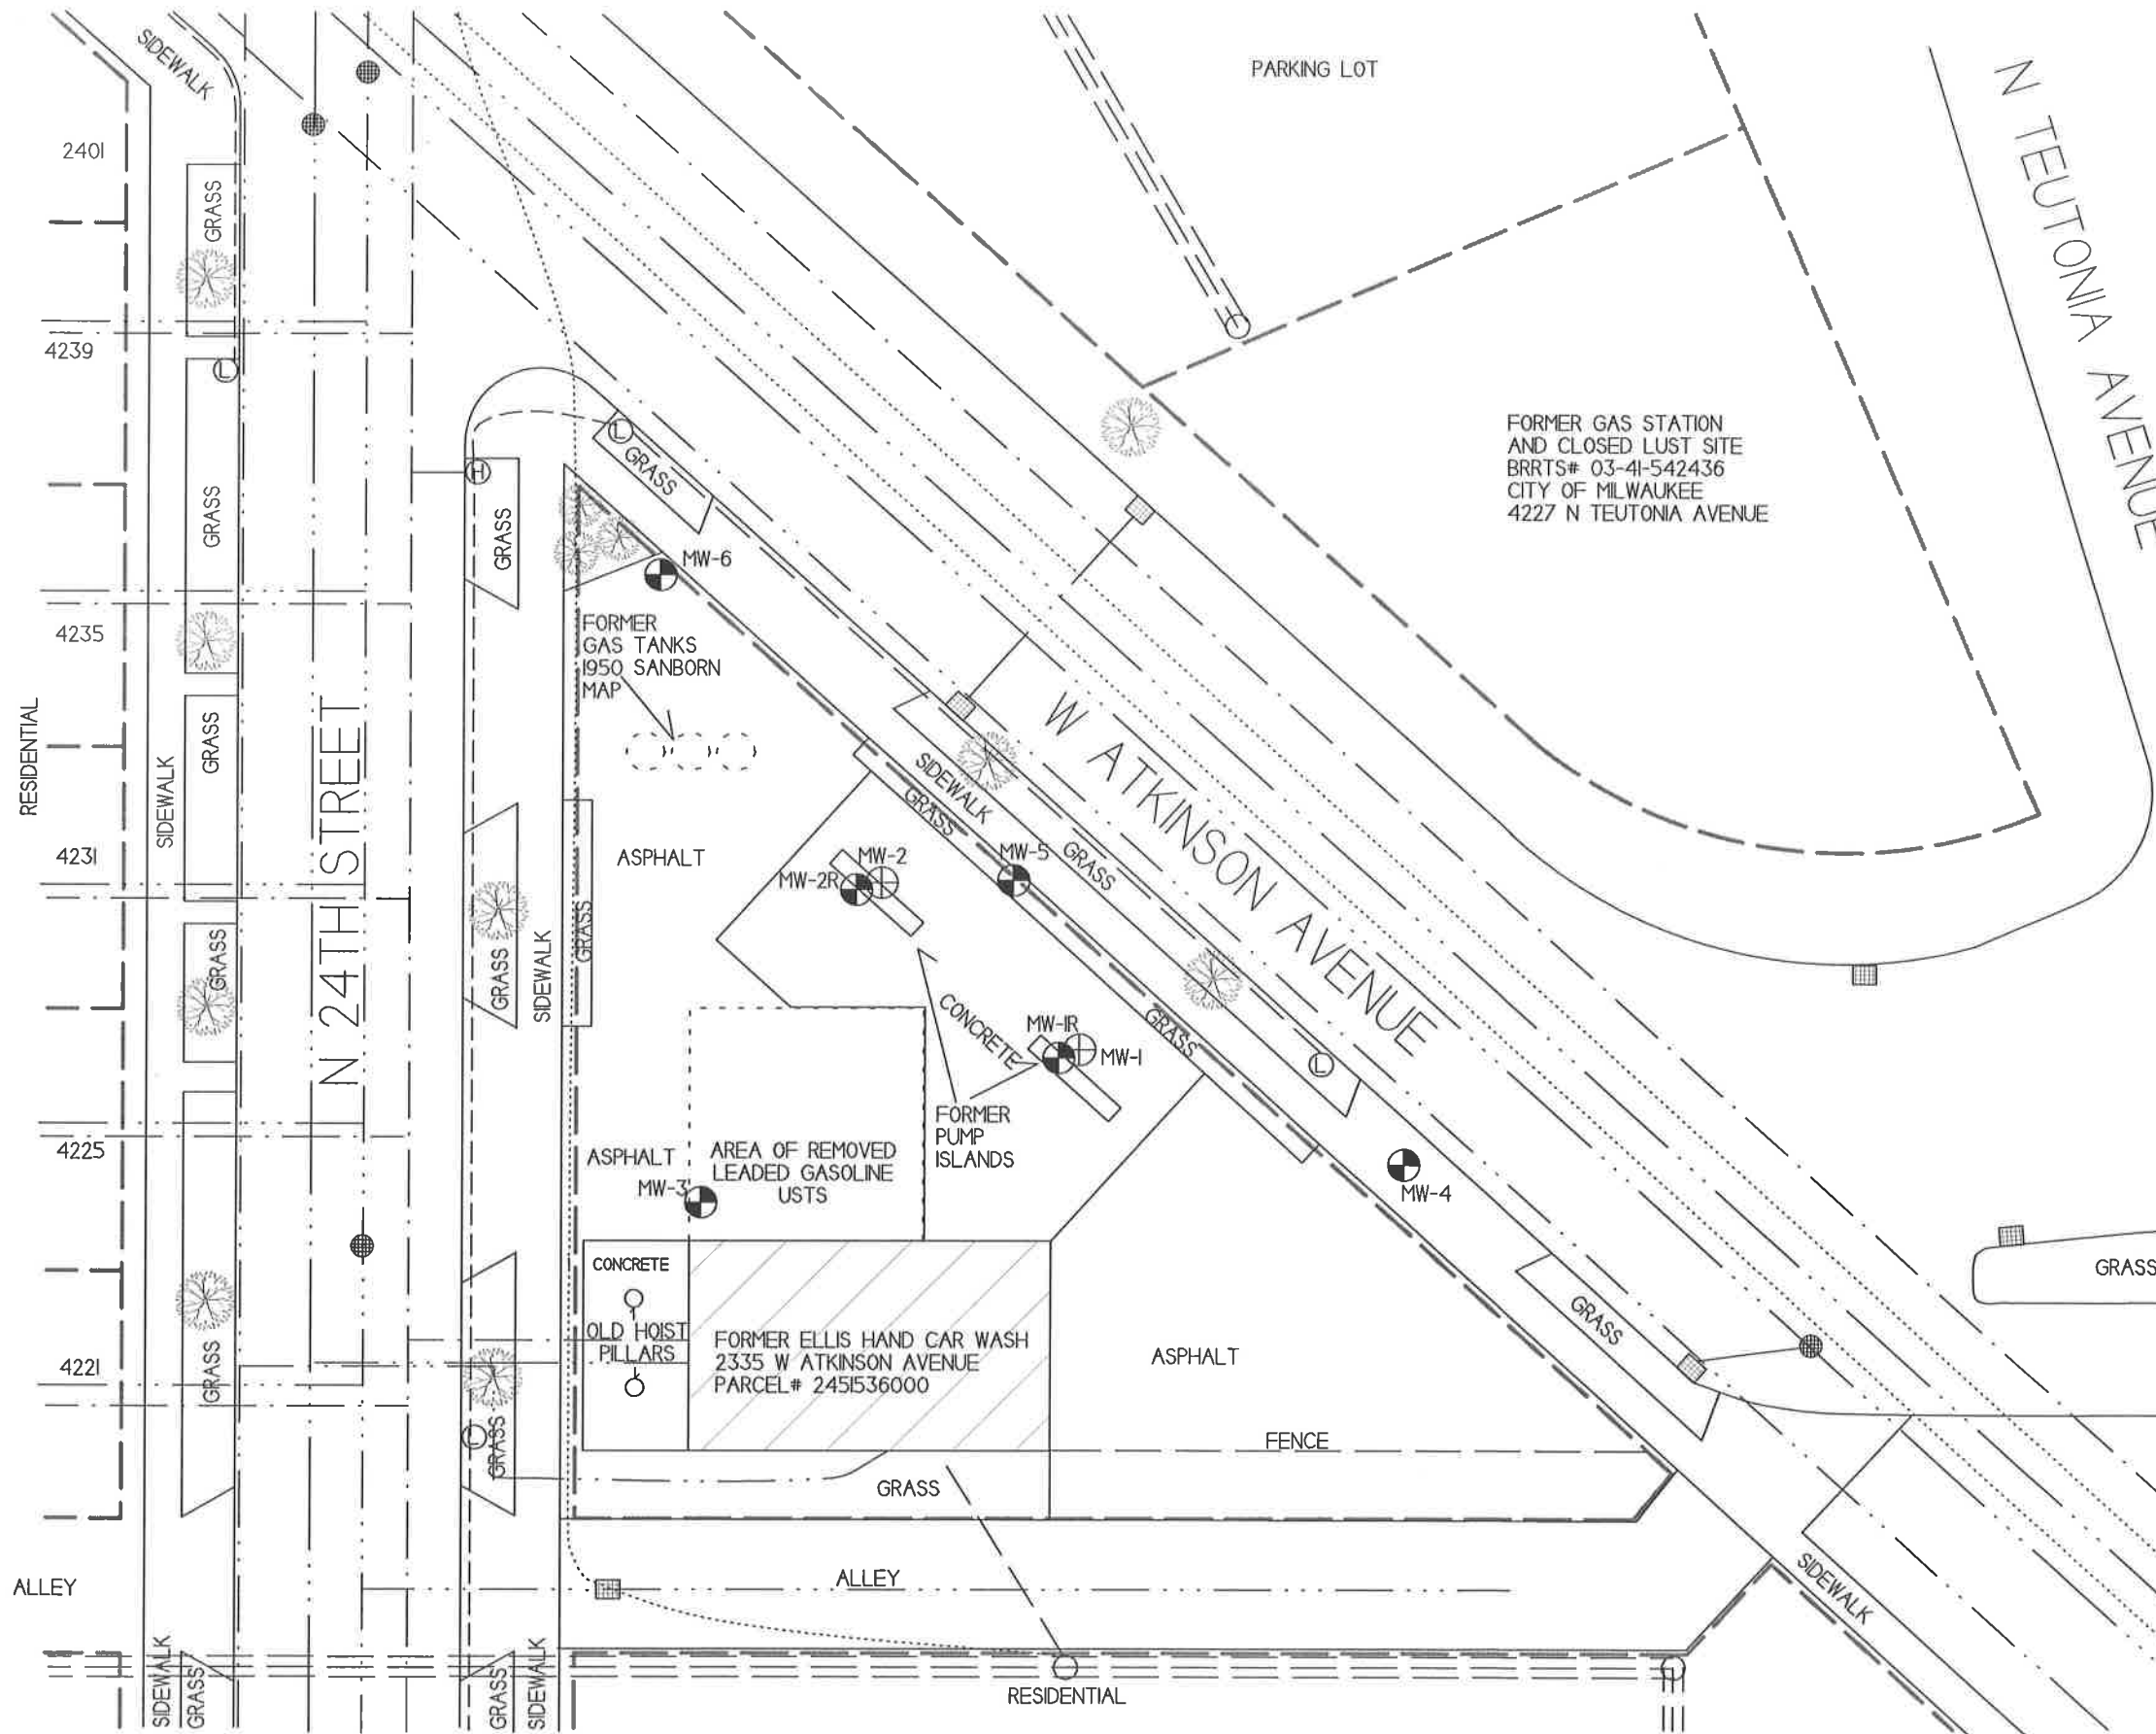 SIDEWALK
PARKING LOT
N TEUTONIA AVENUE
2401
GRASS
4239
FORMER GAS STATION
AND CLOSED LUST SITE
BRRTS# 03-41-542436
CITY OF MILWAUKEE
4227 N TEUTONIA AVENUE
L
L
H
GRASS
GRASS
GRASS
MW-6
4235
FORMER
GAS TANKS
1950 SANBORN
MAP
RESIDENTIAL
SIDEWALK
GRASS
N 24TH STREET
W ATKINSON AVENUE
SIDEWALK
GRASS
4231
ASPHALT
MW-2
MW-2R
MW-5
GRASS
GRASS
GRASS
SIDEWALK
GRASS
CONCRETE
MW-1R
MW-1
GRASS
L
FORMER
PUMP
ISLANDS
4225
ASPHALT
MW-3
AREA OF REMOVED
LEADED GASOLINE
USTS
MW-4
CONCRETE
OLD HOIST
PILLARS
FORMER ELLIS HAND CAR WASH
2335 W ATKINSON AVENUE
PARCEL# 2451536000
ASPHALT
GRASS
GRASS
4221
GRASS
GRASS
L
FENCE
GRASS
ALLEY
ALLEY
SIDEWALK
SIDEWALK
GRASS
GRASS
SIDEWALK
RESIDENTIAL